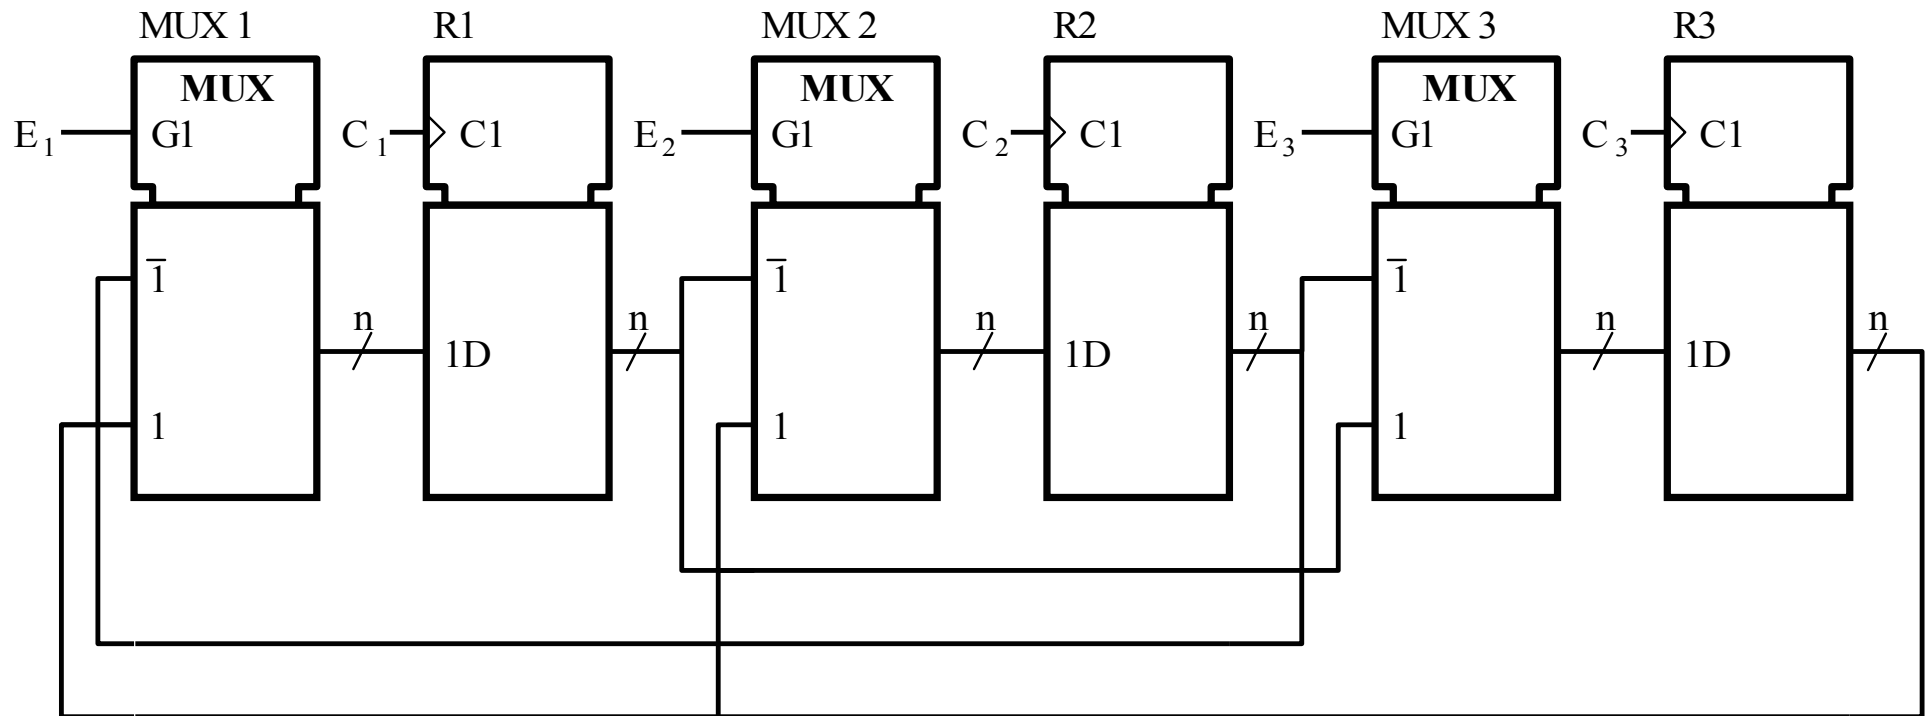 MUX 1 R1 MUX 2 R2 MUX 3 R3
MUX MUX MUX
E1 G1 C1 C1 E2 G1 C2 C1 E3 G1 C3 C1
1̅ 1̅ 1̅
n n n n n n
1D 1D 1D
1 1 1